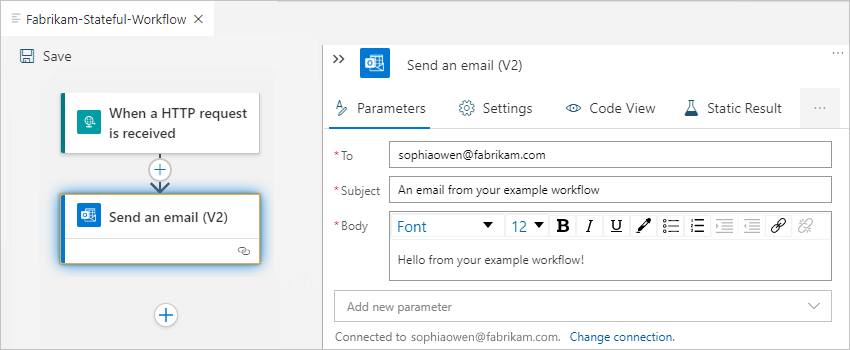 Fabrikam-Stateful-Workflow
Save
When a HTTP request
is received
Send an email (V2)
Send an email (V2)
Parameters Settings Code View Static Result
*To sophiaowen@fabrikam.com
*Subject An email from your example workflow
*Body Font 12 B I U
Hello from your example workflow!
Add new parameter
Connected to sophiaowen@fabrikam.com. Change connection.